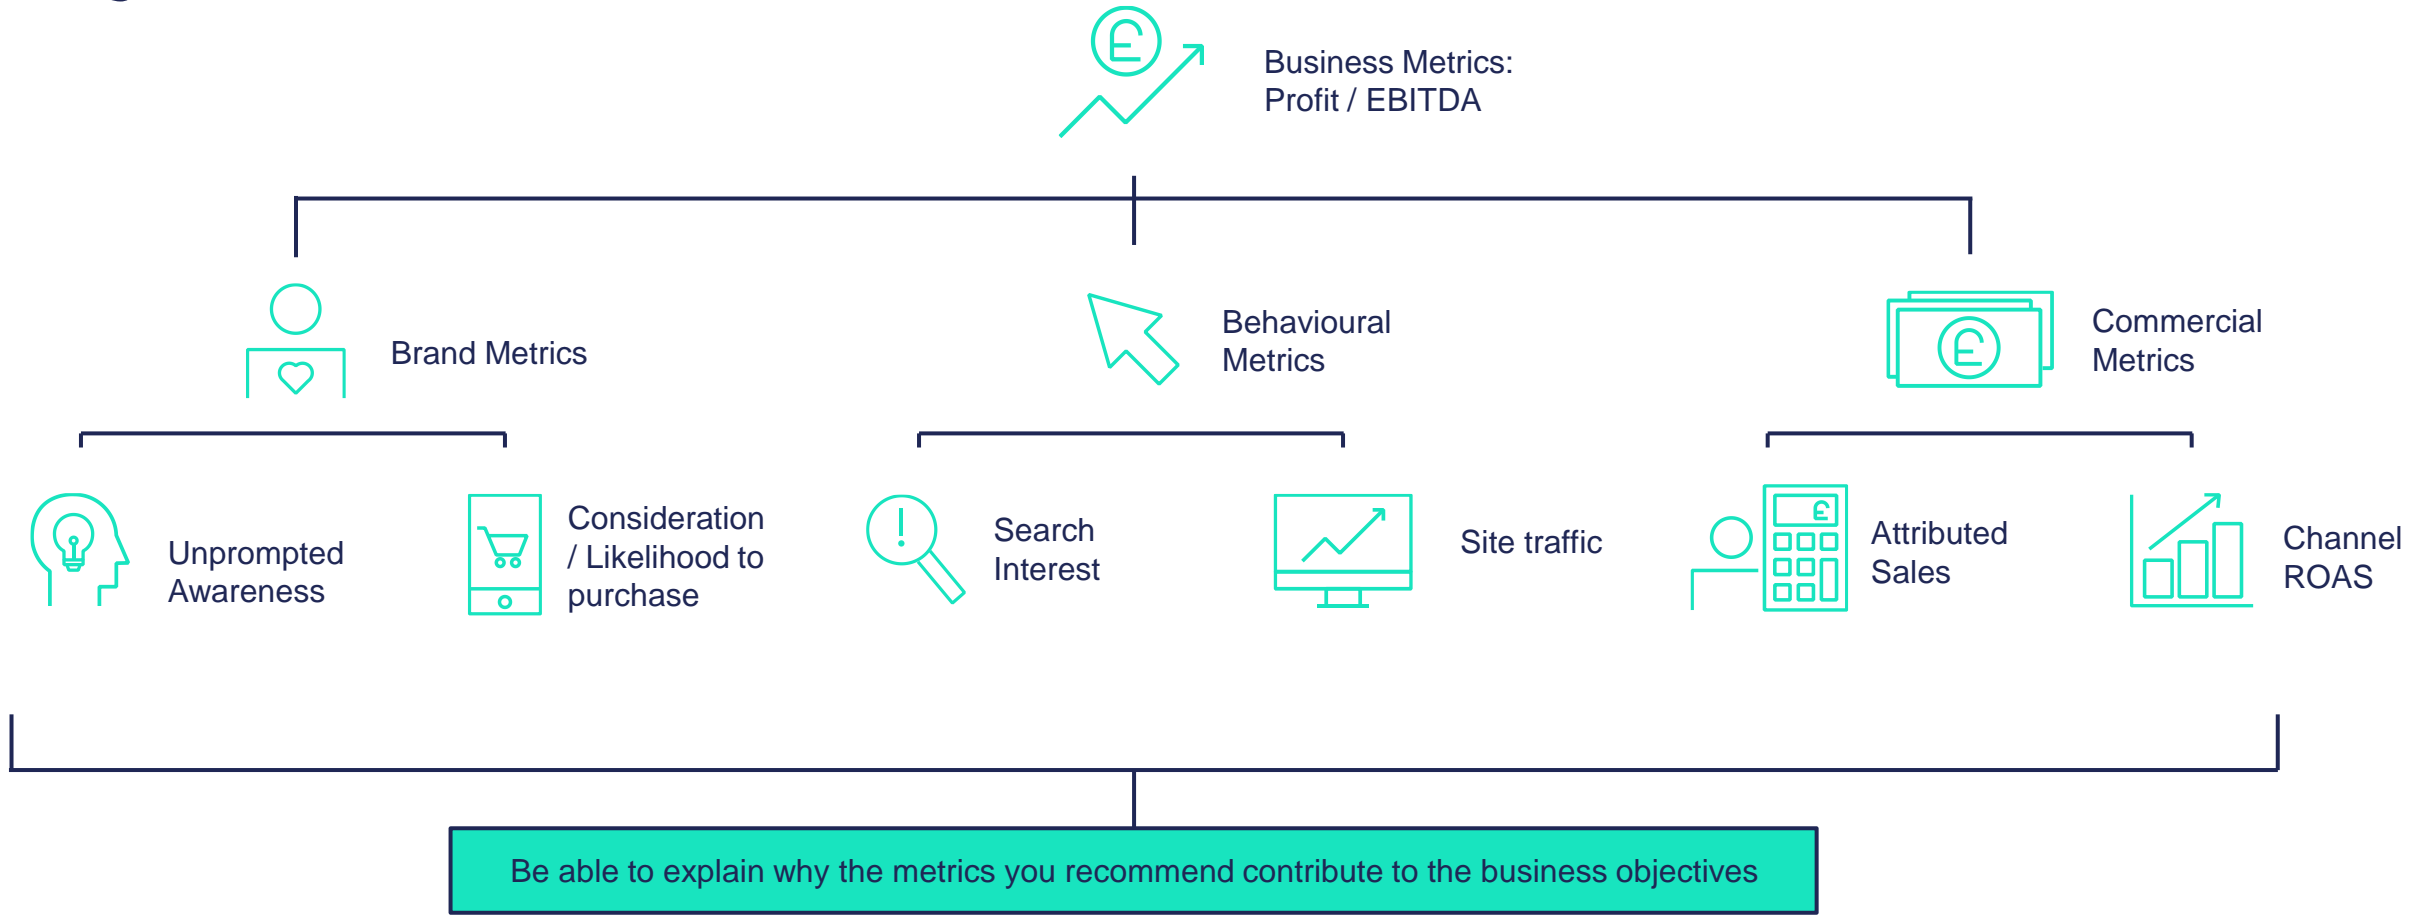 Business Metrics:
Profit / EBITDA
Brand Metrics
Behavioural
Metrics
£
Commercial
Metrics
Unprompted
Awareness
Consideration
/ Likelihood to
purchase
Search
Interest
Site traffic
Attributed
Sales
Channel
ROAS
Be able to explain why the metrics you recommend contribute to the business objectives